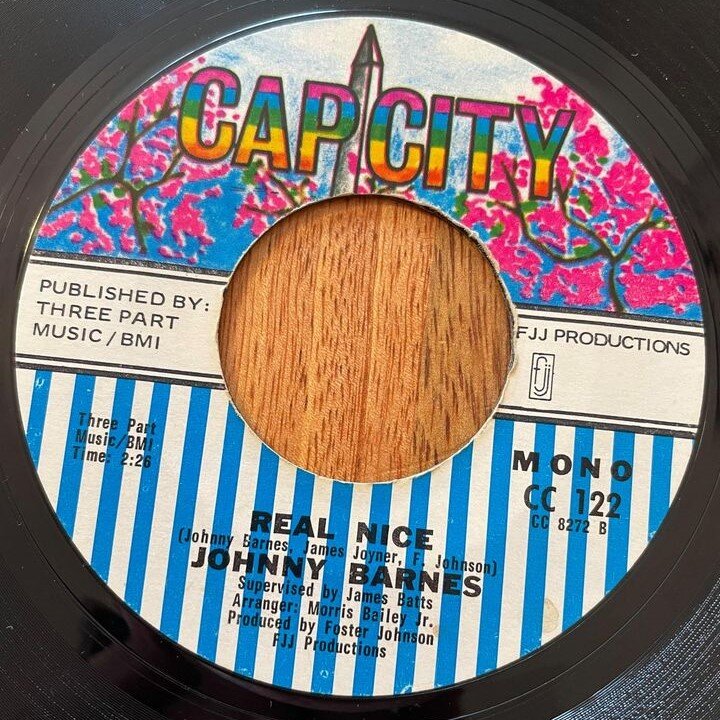 CAP CITY
PUBLISHED BY:
THREE PART
MUSIC/BMI
FJJ PRODUCTIONS
fjj
Three Part
Music/BMI
Time: 2:26
MONO
CC 122
CC 8272 B
REAL NICE
(Johnny Barnes, James Joyner, F. Johnson)
JOHNNY BARNES
Supervised by James Batts
Arranger: Morris Bailey Jr.
Produced by Foster Johnson
FJJ Productions